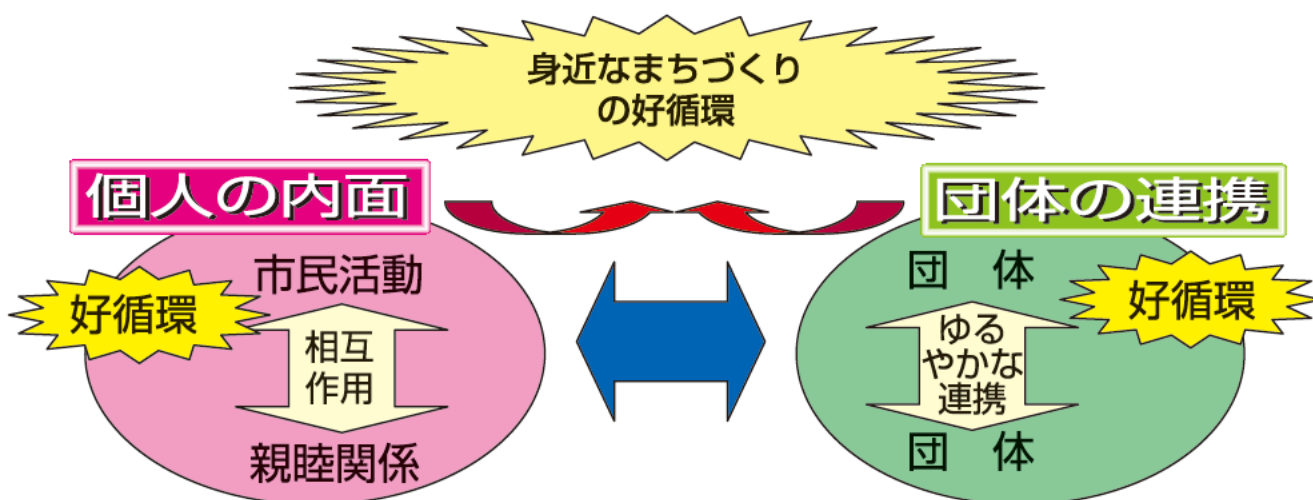 身近なまちづくり
の好循環
個人の内面
市民活動
好循環
相互
作用
親睦関係
団体の連携
団　体
好循環
ゆる
やかな
連携
団　体